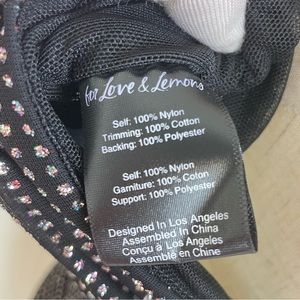 for Love & Lemons
Self: 100% Nylon
Trimming: 100% Cotton
Backing: 100% Polyester
Self: 100% Nylon
Garniture: 100% Coton
Support: 100% Polyester
Designed In Los Angeles
Assembled In China
Conçu a Los Angeles
Assemblé en Chine